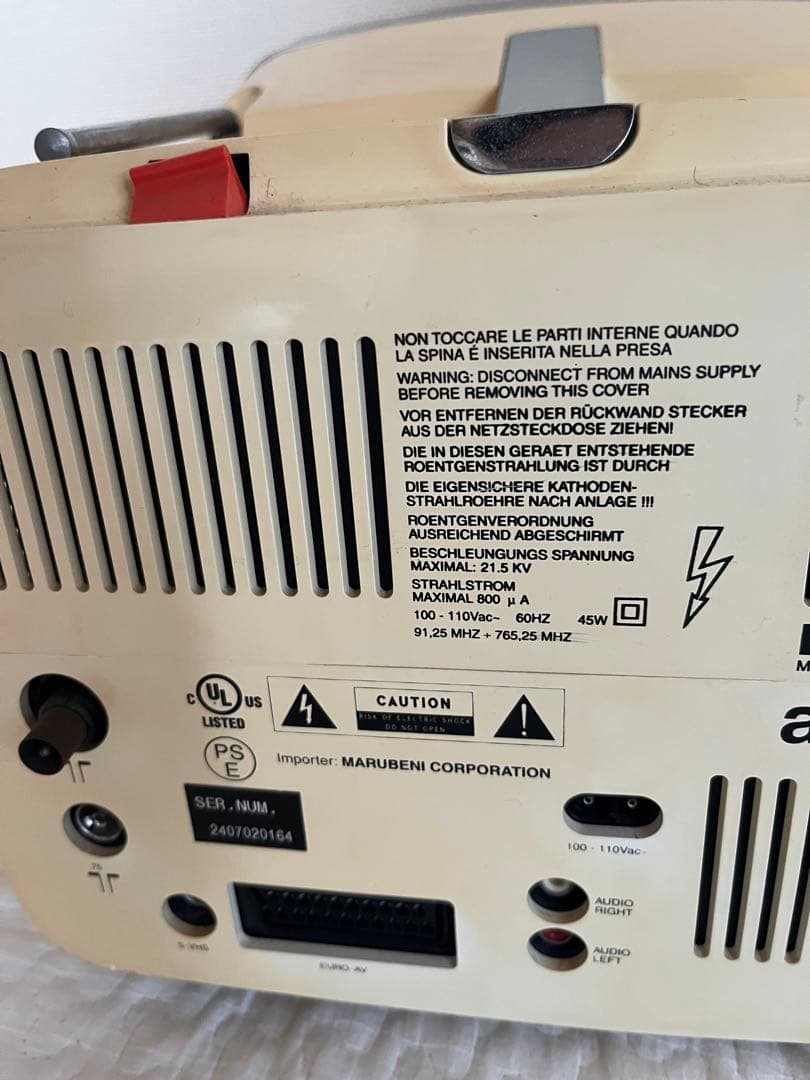 NON TOCCARE LE PARTI INTERNE QUANDO
LA SPINA É INSERITA NELLA PRESA
WARNING: DISCONNECT FROM MAINS SUPPLY
BEFORE REMOVING THIS COVER
VOR ENTFERNEN DER RÜCKWAND STECKER
AUS DER NETZSTECKDOSE ZIEHEN!
DIE IN DIESEN GERAET ENTSTEHENDE
ROENTGENSTRAHLUNG IST DURCH
DIE EIGENSICHERE KATHODEN-
STRAHLROEHRE NACH ANLAGE !!!
ROENTGENVERORDNUNG
AUSREICHEND ABGESCHIRMT
BESCHLEUNGUNGS SPANNUNG
MAXIMAL: 21.5 KV
STRAHLSTROM
MAXIMAL 800 µ A
100 - 110Vac~ 60HZ 45W
91,25 MHZ + 765,25 MHZ
C UL US
LISTED
CAUTION
RISK OF ELECTRIC SHOCK
DO NOT OPEN
PS
E
Importer: MARUBENI CORPORATION
SER.NUM.
2407020164
100 - 110Vac~
75
S-VHS
EURO-AV
AUDIO
RIGHT
AUDIO
LEFT